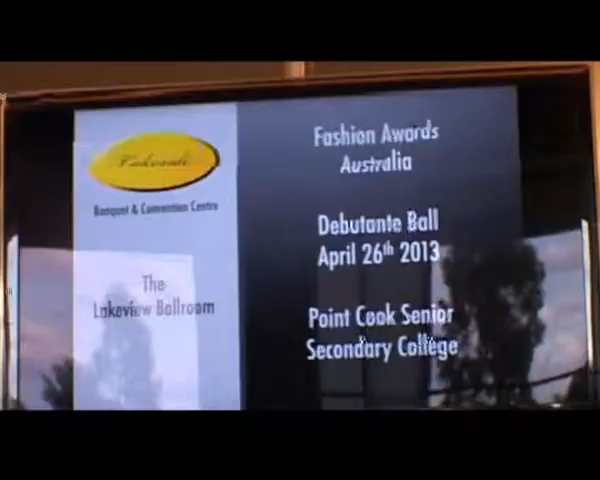 Lakeside
Banquet & Convention Centre
The
Lakeview Ballroom
Fashion Awards
Australia
Debutante Ball
April 26th 2013
Point Cook Senior
Secondary College